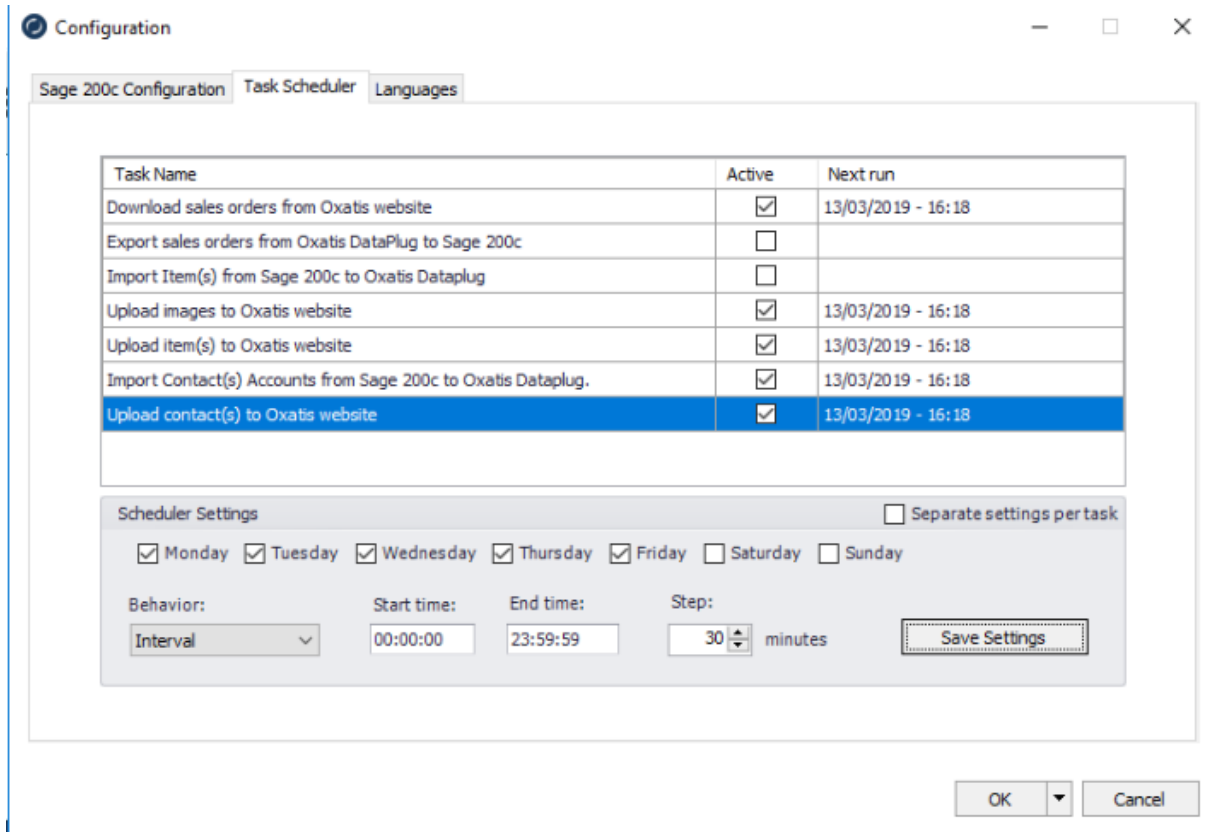 Configuration
Sage 200c Configuration Task Scheduler Languages
Task Name Active Next run
Download sales orders from Oxatis website 13/03/2019 - 16:18
Export sales orders from Oxatis DataPlug to Sage 200c
Import Item(s) from Sage 200c to Oxatis Dataplug
Upload images to Oxatis website 13/03/2019 - 16:18
Upload item(s) to Oxatis website 13/03/2019 - 16:18
Import Contact(s) Accounts from Sage 200c to Oxatis Dataplug. 13/03/2019 - 16:18
Upload contact(s) to Oxatis website 13/03/2019 - 16:18
Scheduler Settings Separate settings per task
Monday Tuesday Wednesday Thursday Friday Saturday Sunday
Behavior: Start time: End time: Step:
Interval 00:00:00 23:59:59 30 minutes Save Settings
OK Cancel